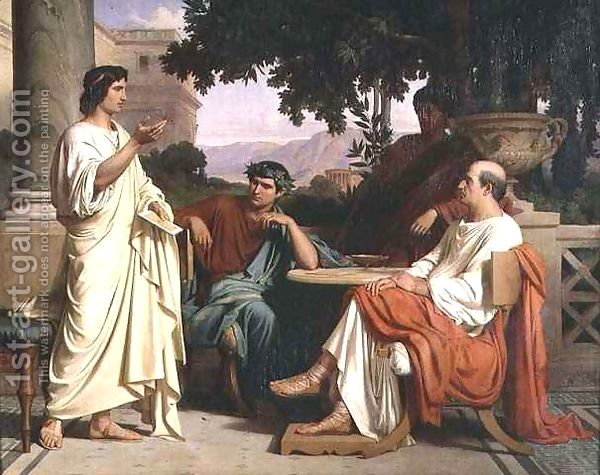 1st-art-gallery.com
This watermark does not appear on the painting